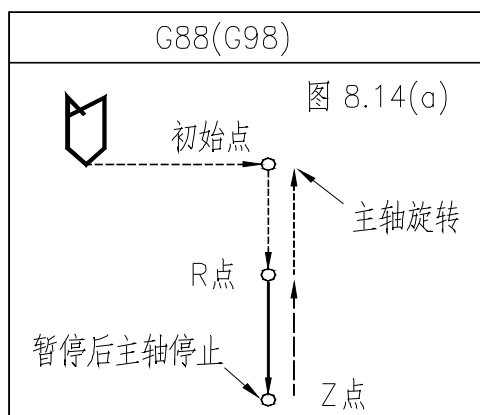 G88(G98)
图 8.14(a)
初始点
主轴旋转
R点
暂停后主轴停止
Z点